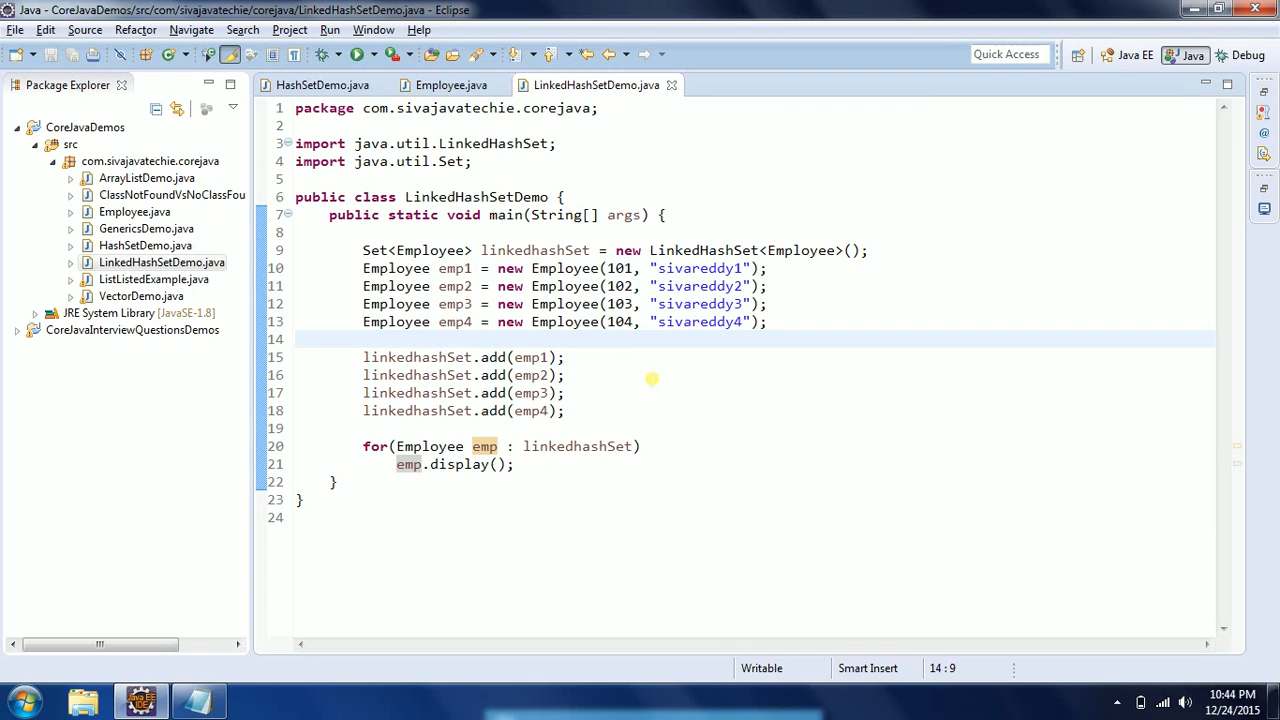 Java - CoreJavaDemos/src/com/sivajavatechie/corejava/LinkedHashSetDemo.java - Eclipse
File Edit Source Refactor Navigate Search Project Run Window Help
Quick Access Java EE Java Debug
Package Explorer
HashSetDemo.java Employee.java LinkedHashSetDemo.java
CoreJavaDemos
src
com.sivajavatechie.corejava
ArrayListDemo.java
ClassNotFoundVsNoClassFou
Employee.java
GenericsDemo.java
HashSetDemo.java
LinkedHashSetDemo.java
ListListedExample.java
VectorDemo.java
JRE System Library [JavaSE-1.8]
CoreJavaInterviewQuestionsDemos
1 package com.sivajavatechie.corejava;
2
3 import java.util.LinkedHashSet;
4 import java.util.Set;
5
6 public class LinkedHashSetDemo {
7 public static void main(String[] args) {
8
9 Set<Employee> linkedhashSet = new LinkedHashSet<Employee>();
10 Employee emp1 = new Employee(101, "sivareddy1");
11 Employee emp2 = new Employee(102, "sivareddy2");
12 Employee emp3 = new Employee(103, "sivareddy3");
13 Employee emp4 = new Employee(104, "sivareddy4");
14
15 linkedhashSet.add(emp1);
16 linkedhashSet.add(emp2);
17 linkedhashSet.add(emp3);
18 linkedhashSet.add(emp4);
19
20 for(Employee emp : linkedhashSet)
21 emp.display();
22 }
23 }
24
Writable Smart Insert 14 : 9
Java EE IDE
10:44 PM
12/24/2015